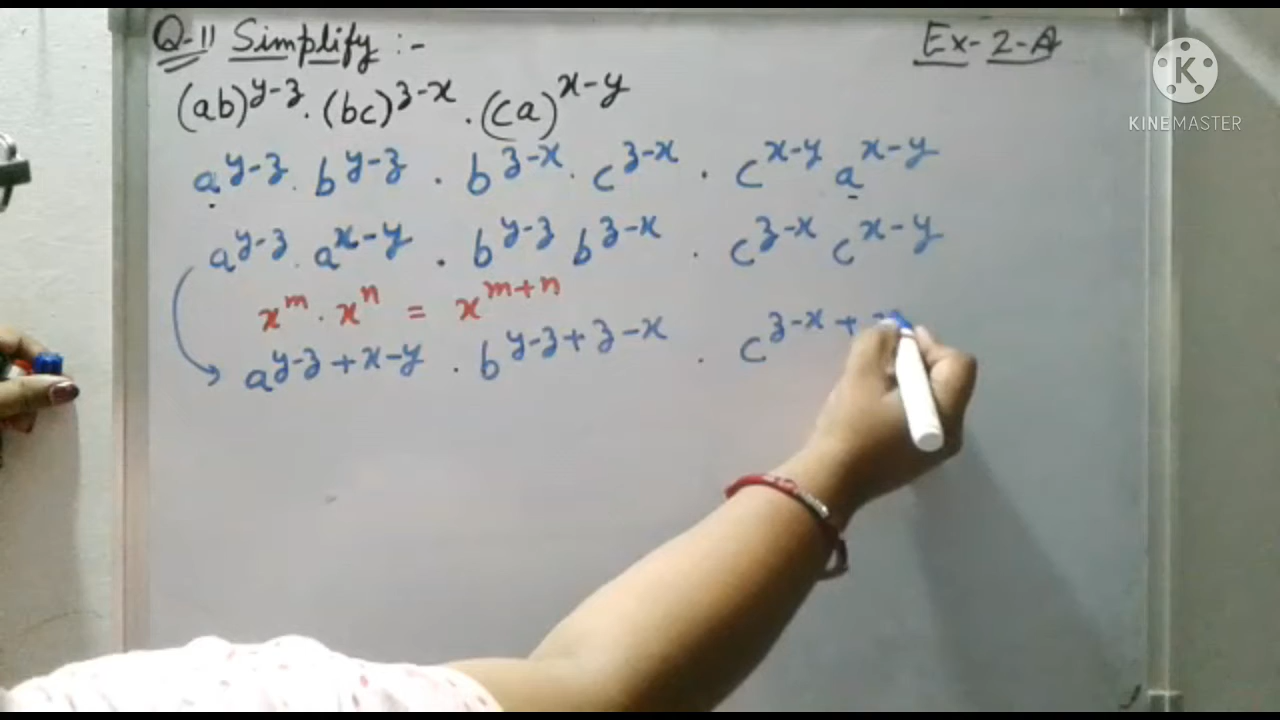 Q-11 Simplify :-
Ex-2-A
(ab)^{y-z} . (bc)^{z-x} . (ca)^{x-y}
a^{y-z} . b^{y-z} . b^{z-x} . c^{z-x} . c^{x-y} a^{x-y}
a^{y-z} . a^{x-y} . b^{y-z} b^{z-x} . c^{z-x} c^{x-y}
x^m . x^n = x^{m+n}
a^{y-z+x-y} . b^{y-z+z-x} . c^{z-x+
K
KINEMASTER